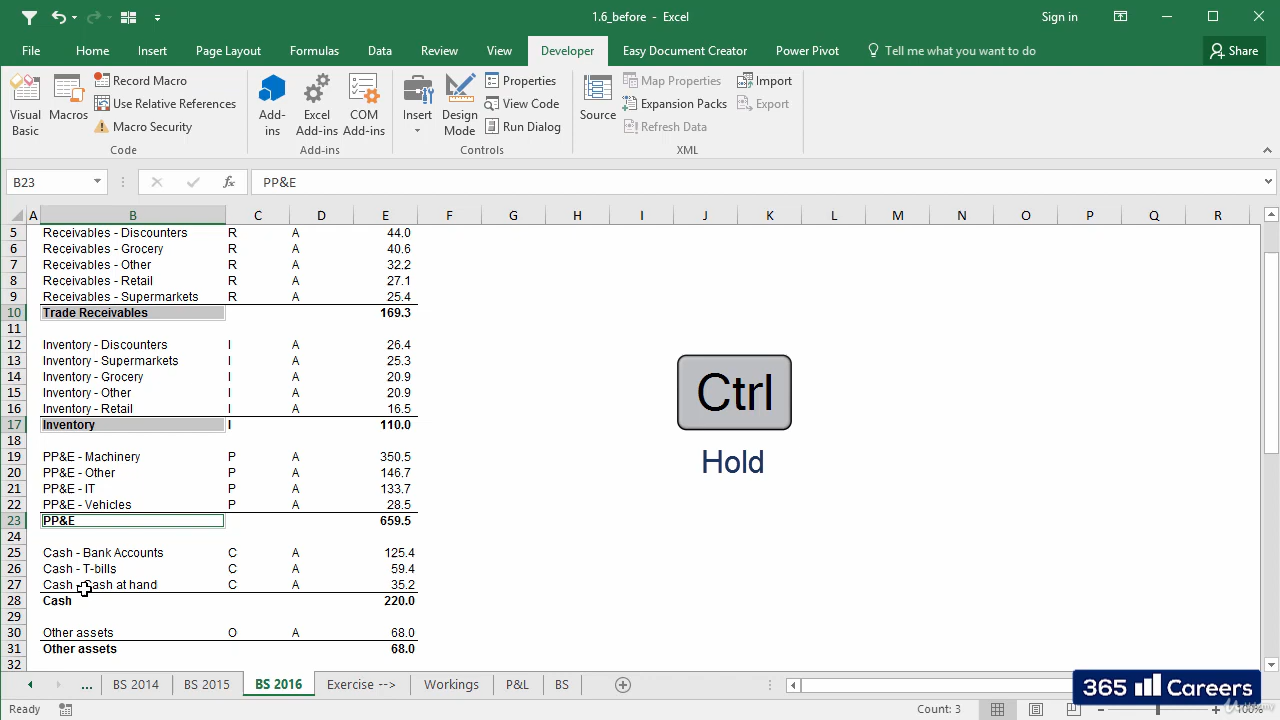 1.6_before - Excel
Sign in
File Home Insert Page Layout Formulas Data Review View Developer Easy Document Creator Power Pivot Tell me what you want to do Share
Visual Basic
Macros
Record Macro
Use Relative References
Macro Security
Code
Add-ins
Excel Add-ins
COM Add-ins
Add-ins
Insert
Design Mode
Properties
View Code
Run Dialog
Controls
Source
Map Properties
Expansion Packs
Refresh Data
Import
Export
XML
B23 fx PP&E
A B C D E F G H I J K L M N O P Q R
5 Receivables - Discounters R A 44.0
6 Receivables - Grocery R A 40.6
7 Receivables - Other R A 32.2
8 Receivables - Retail R A 27.1
9 Receivables - Supermarkets R A 25.4
10 Trade Receivables 169.3
11
12 Inventory - Discounters I A 26.4
13 Inventory - Supermarkets I A 25.3
14 Inventory - Grocery I A 20.9
15 Inventory - Other I A 20.9
16 Inventory - Retail I A 16.5
17 Inventory I 110.0
18
19 PP&E - Machinery P A 350.5
20 PP&E - Other P A 146.7
21 PP&E - IT P A 133.7
22 PP&E - Vehicles P A 28.5
23 PP&E 659.5
24
25 Cash - Bank Accounts C A 125.4
26 Cash - T-bills C A 59.4
27 Cash - Cash at hand C A 35.2
28 Cash 220.0
29
30 Other assets O A 68.0
31 Other assets 68.0
32
Ctrl
Hold
... BS 2014 BS 2015 BS 2016 Exercise --> Workings P&L BS
365 Careers
Ready Count: 3 100%